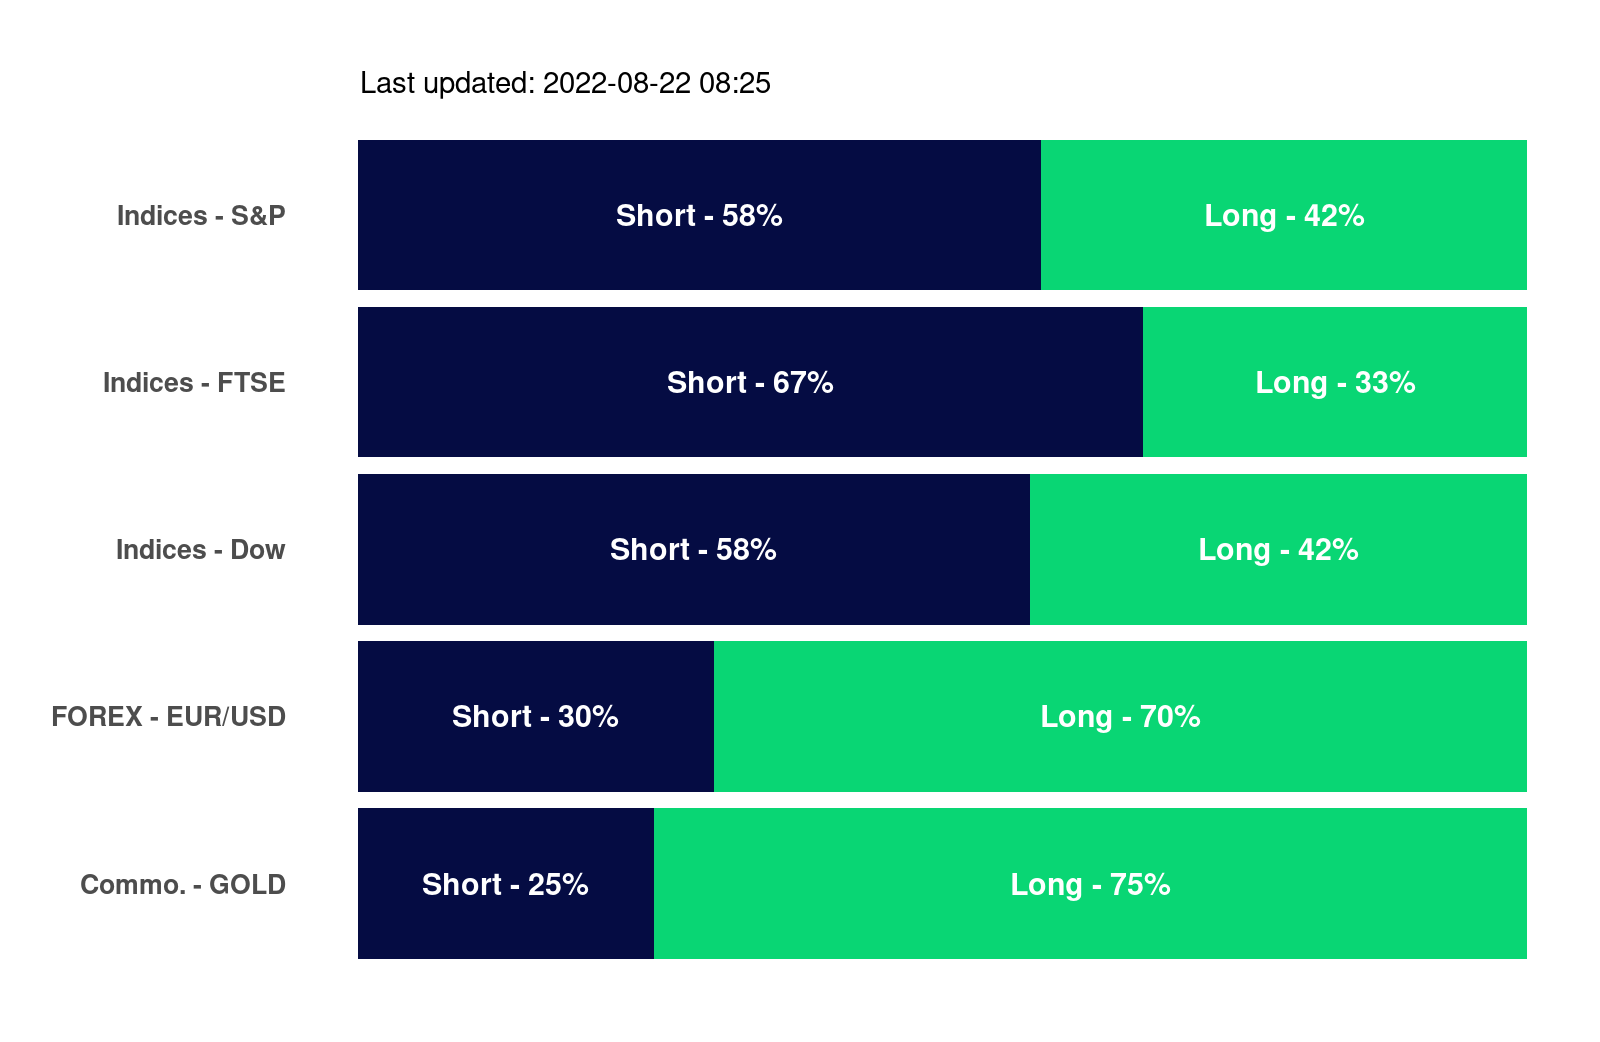 Last updated: 2022-08-22 08:25
Indices - S&P Short - 58% Long - 42%
Indices - FTSE Short - 67% Long - 33%
Indices - Dow Short - 58% Long - 42%
FOREX - EUR/USD Short - 30% Long - 70%
Commo. - GOLD Short - 25% Long - 75%